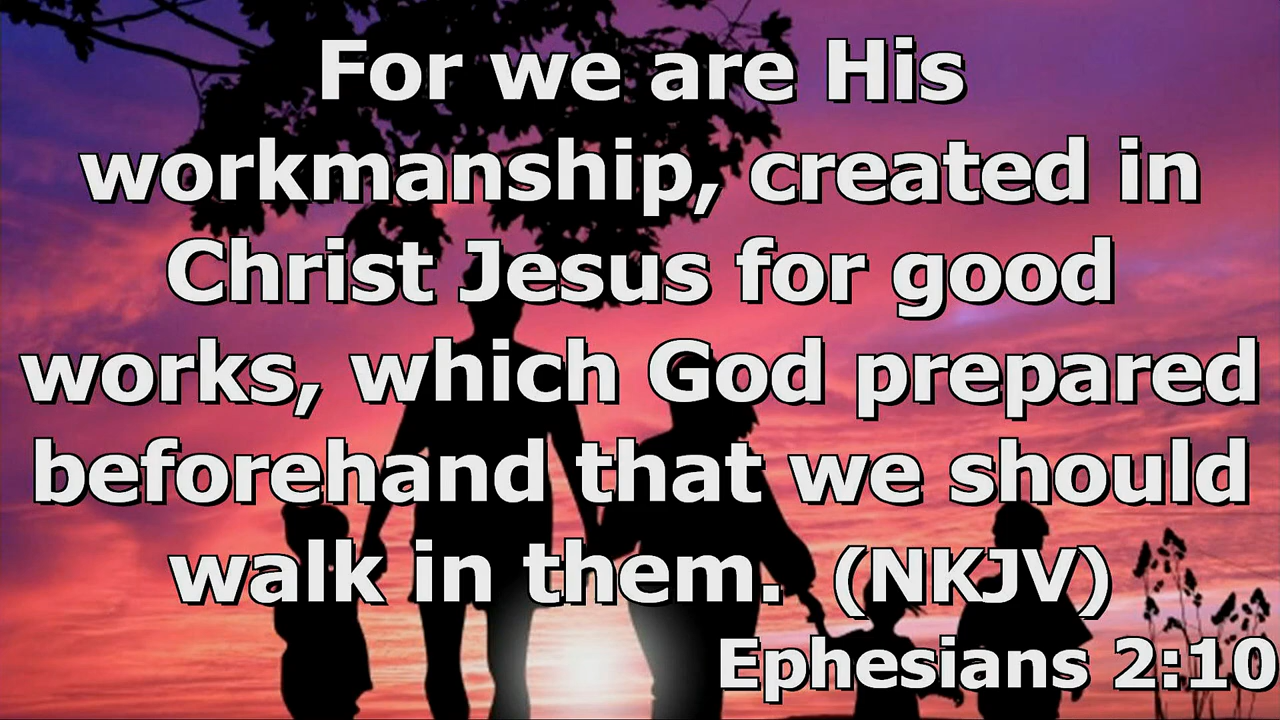 For we are His
workmanship, created in
Christ Jesus for good
works, which God prepared
beforehand that we should
walk in them. (NKJV)
Ephesians 2:10